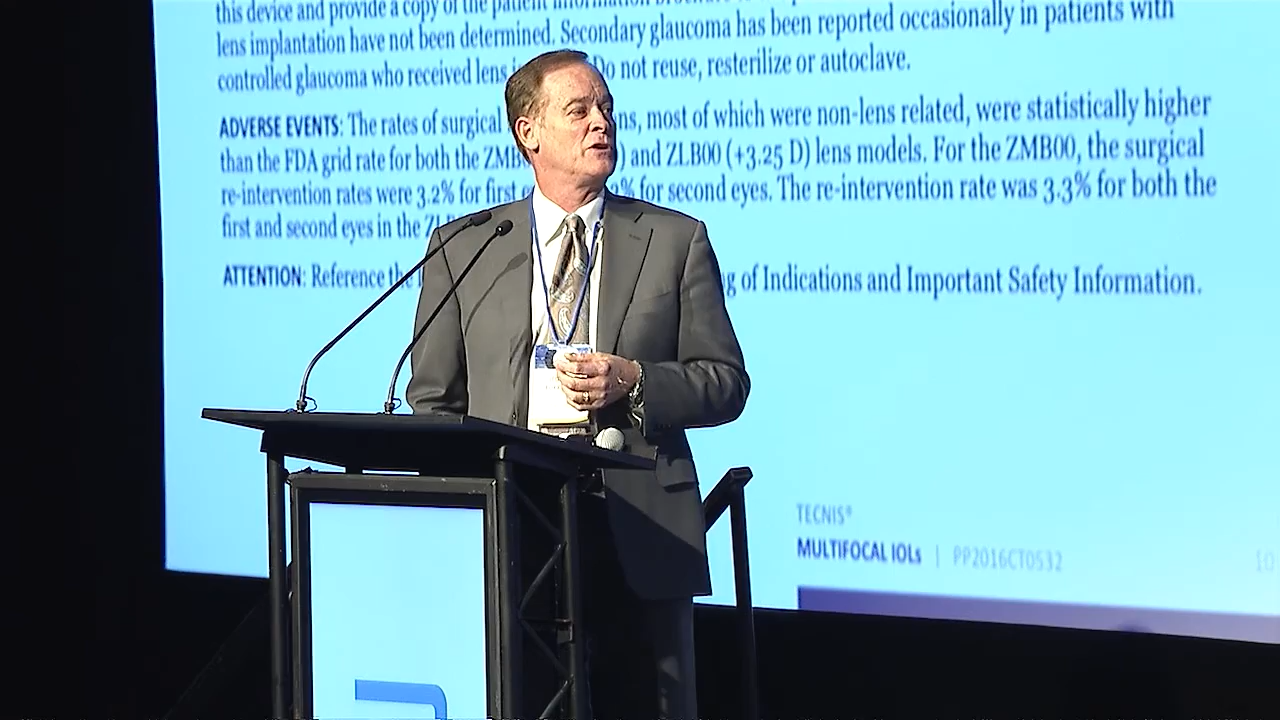 this device and provide a copy of the patient information
lens implantation have not been determined. Secondary glaucoma has been reported occasionally in patients with
controlled glaucoma who received lens Do not reuse, resterilize or autoclave.
ADVERSE EVENTS: The rates of surgical ns, most of which were non-lens related, were statistically higher
than the FDA grid rate for both the ZMB ) and ZLB00 (+3.25 D) lens models. For the ZMB00, the surgical
re-intervention rates were 3.2% for first % for second eyes. The re-intervention rate was 3.3% for both the
first and second eyes in the ZLB
ATTENTION: Reference the g of Indications and Important Safety Information.
TECNIS®
MULTIFOCAL IOLs | PP2016CT0532
10